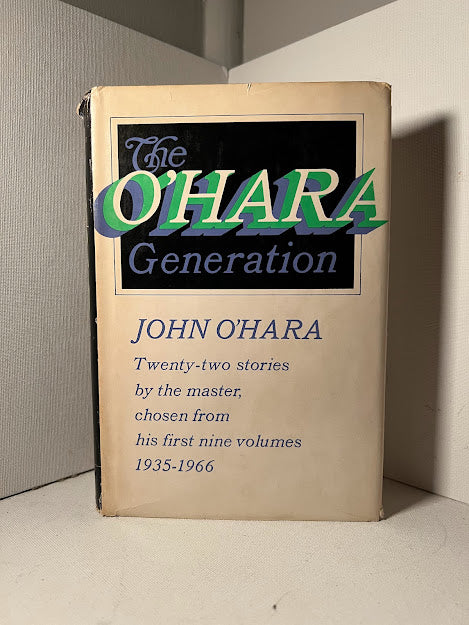 The
O'HARA
Generation
JOHN O'HARA
Twenty-two stories
by the master,
chosen from
his first nine volumes
1935-1966